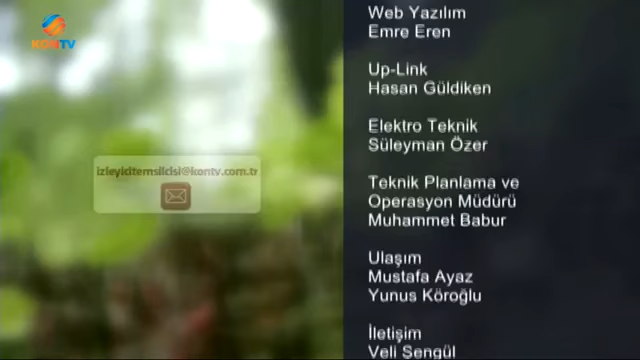 KONTV
izleyicitemsilcisi@kontv.com.tr
Web Yazılım
Emre Eren
Up-Link
Hasan Güldiken
Elektro Teknik
Süleyman Özer
Teknik Planlama ve
Operasyon Müdürü
Muhammet Babur
Ulaşım
Mustafa Ayaz
Yunus Köroğlu
İletişim
Veli Şengül